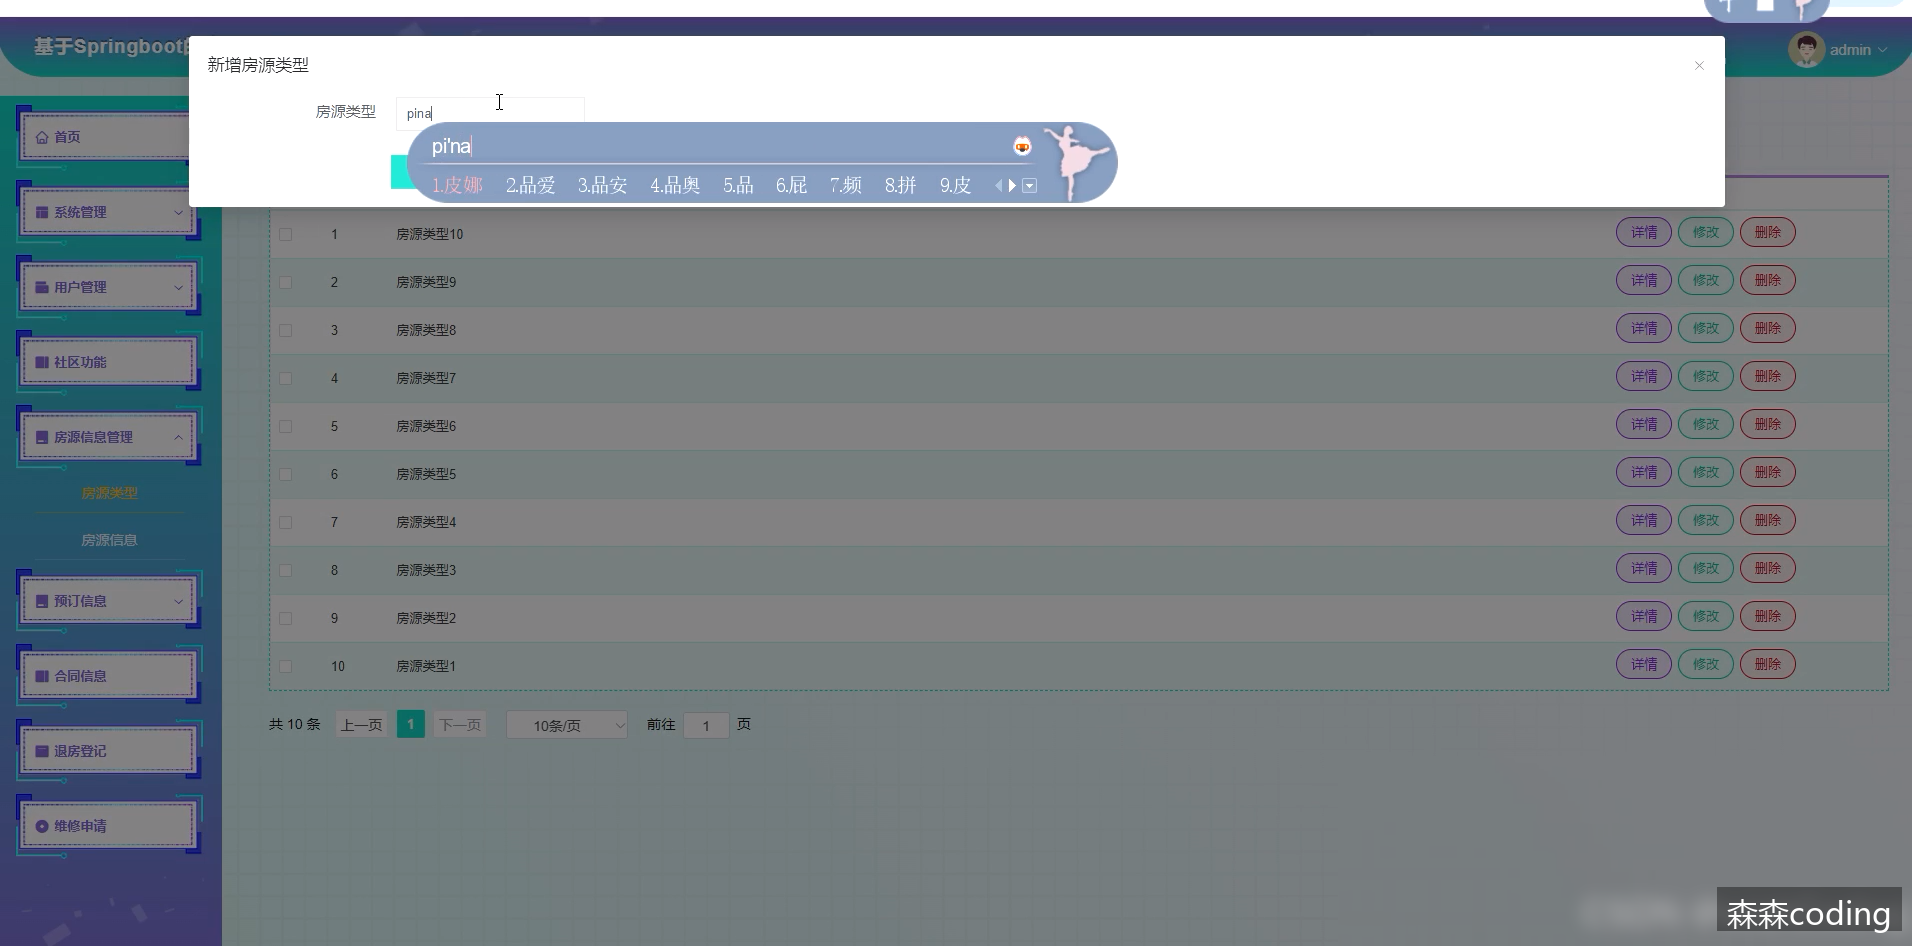 基于Springboot
admin
新增房源类型
房源类型 pina
pi'na
1.皮娜 2.品爱 3.品安 4.品奥 5.品 6.屁 7.频 8.拼 9.皮
首页
系统管理
用户管理
社区功能
房源信息管理
房源类型
房源信息
预订信息
合同信息
退房登记
维修申请
1 房源类型10 详情 修改 删除
2 房源类型9 详情 修改 删除
3 房源类型8 详情 修改 删除
4 房源类型7 详情 修改 删除
5 房源类型6 详情 修改 删除
6 房源类型5 详情 修改 删除
7 房源类型4 详情 修改 删除
8 房源类型3 详情 修改 删除
9 房源类型2 详情 修改 删除
10 房源类型1 详情 修改 删除
共 10 条 上一页 1 下一页 10条/页 前往 1 页
森森coding